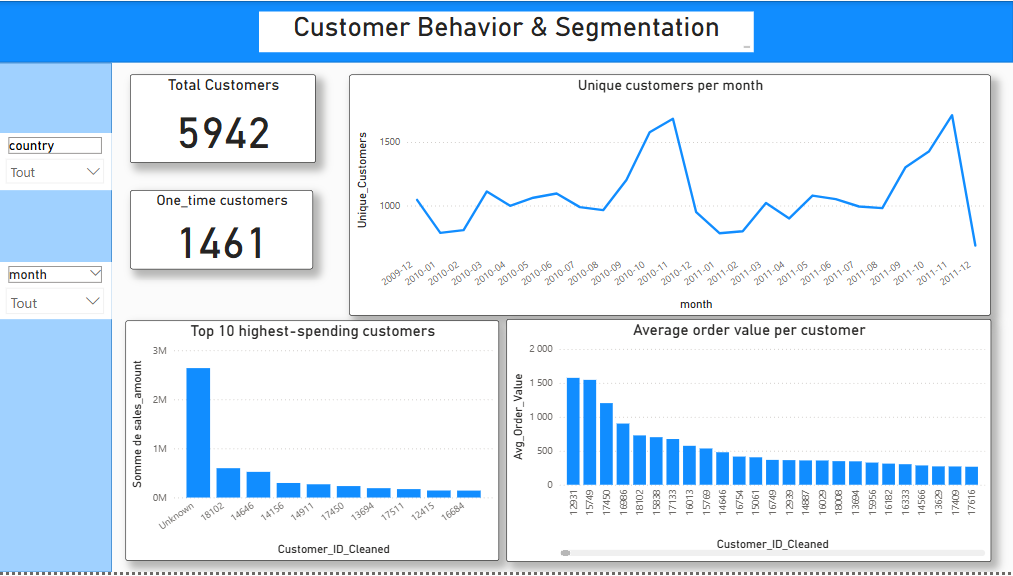 Customer Behavior & Segmentation
country
Tout
month
Tout
Total Customers
5942
One_time customers
1461
Unique customers per month
Unique_Customers
1500
1000
2009-12 2010-01 2010-02 2010-03 2010-04 2010-05 2010-06 2010-07 2010-08 2010-09 2010-10 2010-11 2010-12 2011-01 2011-02 2011-03 2011-04 2011-05 2011-06 2011-07 2011-08 2011-09 2011-10 2011-11 2011-12
month
Top 10 highest-spending customers
Somme de sales_amount
3M
2M
1M
0M
Unknown 18102 14646 14156 14911 17450 13694 17511 12415 16684
Customer_ID_Cleaned
Average order value per customer
Avg_Order_Value
2 000
1 500
1 000
500
0
12931 15749 17450 16986 18102 15838 17133 16013 15769 14646 16754 15061 16749 12939 14887 16029 18008 13694 15956 16182 16333 14566 13629 17409 17616
Customer_ID_Cleaned